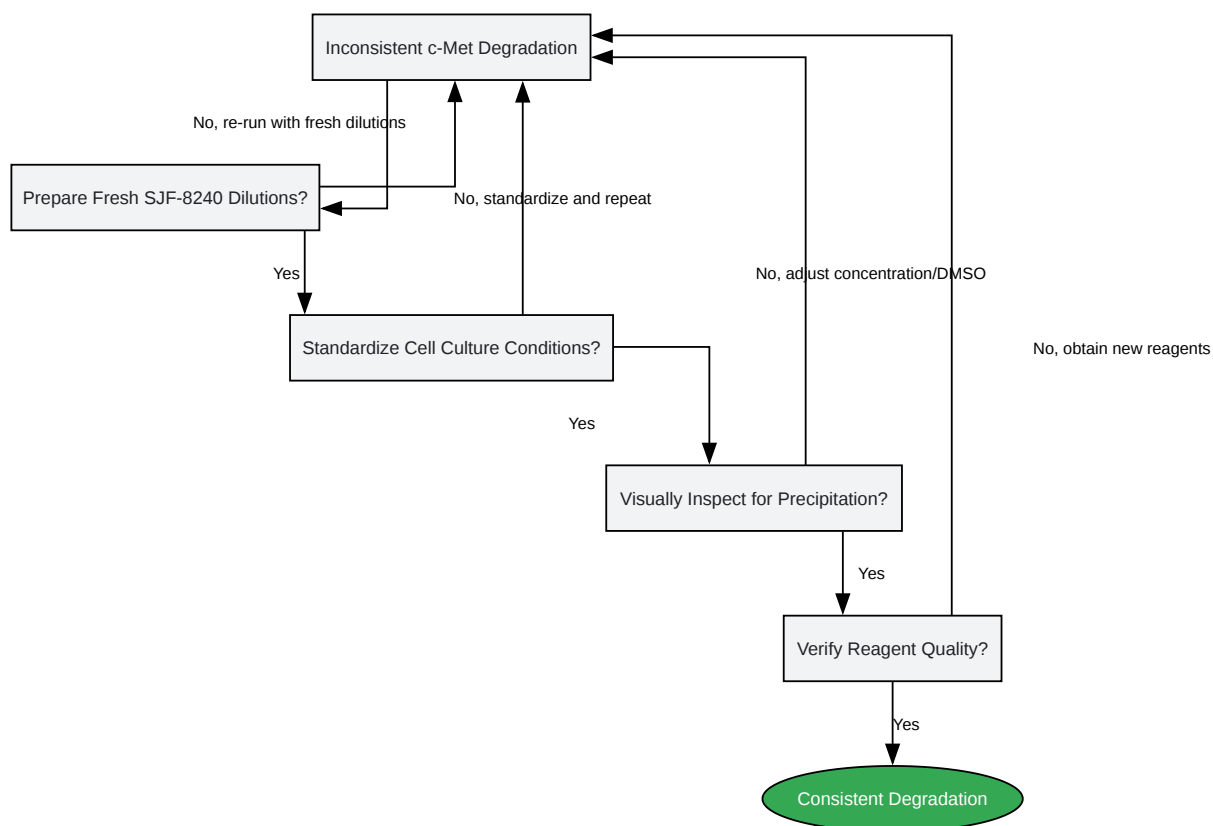 Inconsistent c-Met Degradation
No, re-run with fresh dilutions
Prepare Fresh SJF-8240 Dilutions?
No, standardize and repeat
Yes
No, adjust concentration/DMSO
Standardize Cell Culture Conditions?
No, obtain new reagents
Yes
Visually Inspect for Precipitation?
Yes
Verify Reagent Quality?
Yes
Consistent Degradation